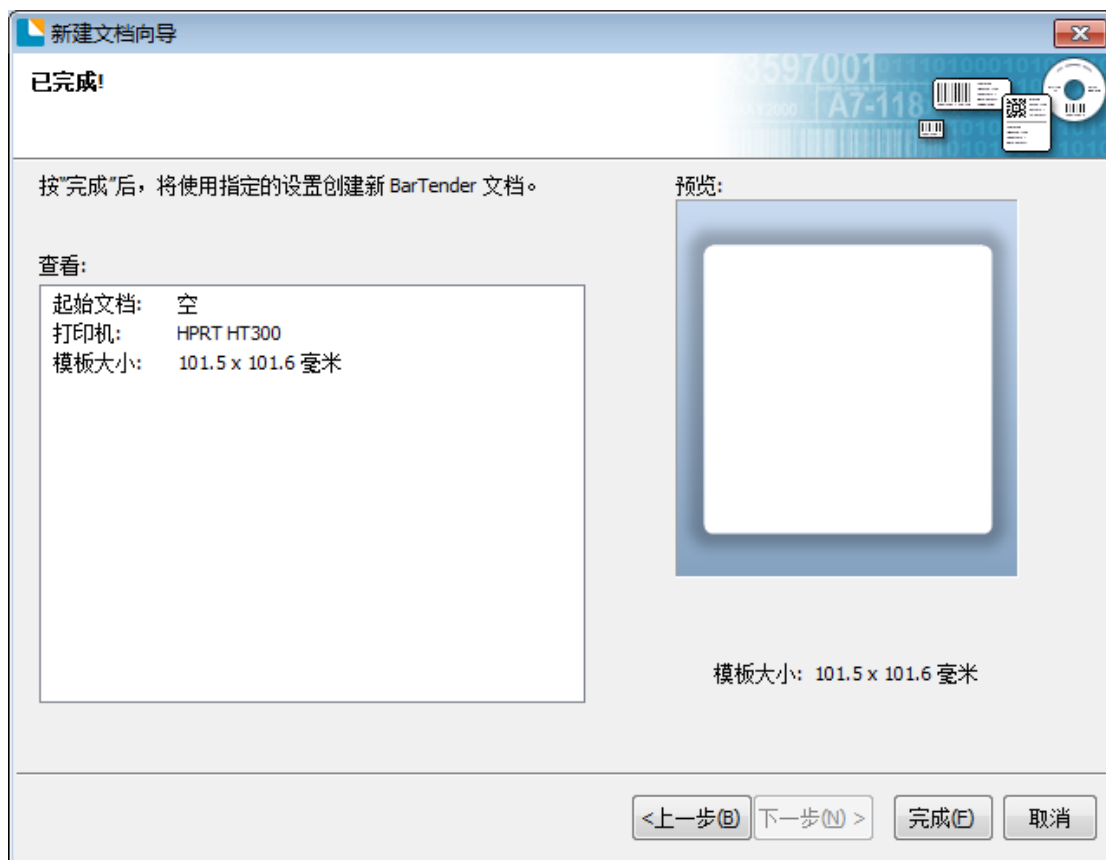 新建文档向导
已完成!
3597001
A7-118
按"完成"后，将使用指定的设置创建新 BarTender 文档。
预览:
查看:
起始文档: 空
打印机: HPRT HT300
模板大小: 101.5 x 101.6 毫米
模板大小: 101.5 x 101.6 毫米
<上一步(B) 下一步(N) > 完成(F) 取消